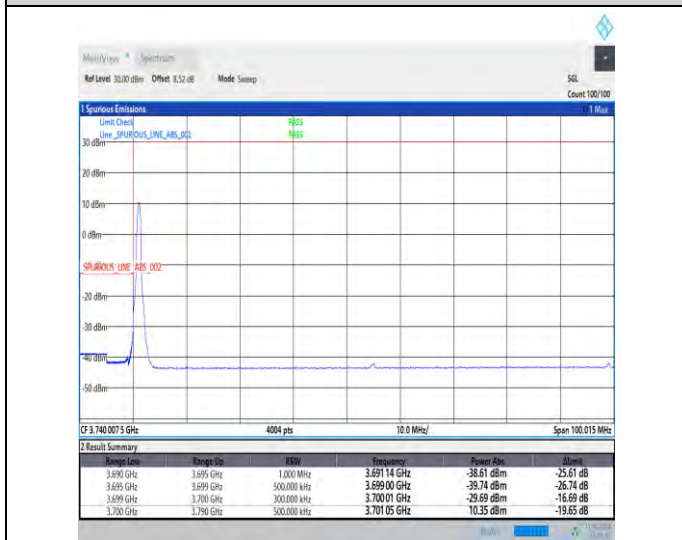 MultiView Spectrum
Ref Level 30.00 dBm Offset 8.52 dB Mode Sweep SGL
Count 100/100
1 Spurious Emissions 1 Max
Limit Check PASS
Line _SPURIOUS_LINE_ABS_002 PASS
30 dBm
20 dBm
10 dBm
0 dBm
_SPURIOUS_LINE_ABS_002
-20 dBm
-30 dBm
-40 dBm
-50 dBm
CF 3.740 007 5 GHz 4004 pts 10.0 MHz/ Span 100.015 MHz
2 Result Summary
Range Low Range Up RBW Frequency Power Abs ΔLimit
3.690 GHz 3.695 GHz 1.000 MHz 3.691 14 GHz -38.61 dBm -25.61 dB
3.695 GHz 3.699 GHz 500.000 kHz 3.699 00 GHz -39.74 dBm -26.74 dB
3.699 GHz 3.700 GHz 300.000 kHz 3.700 01 GHz -29.69 dBm -16.69 dB
3.700 GHz 3.790 GHz 500.000 kHz 3.701 05 GHz 10.35 dBm -19.65 dB
Ready